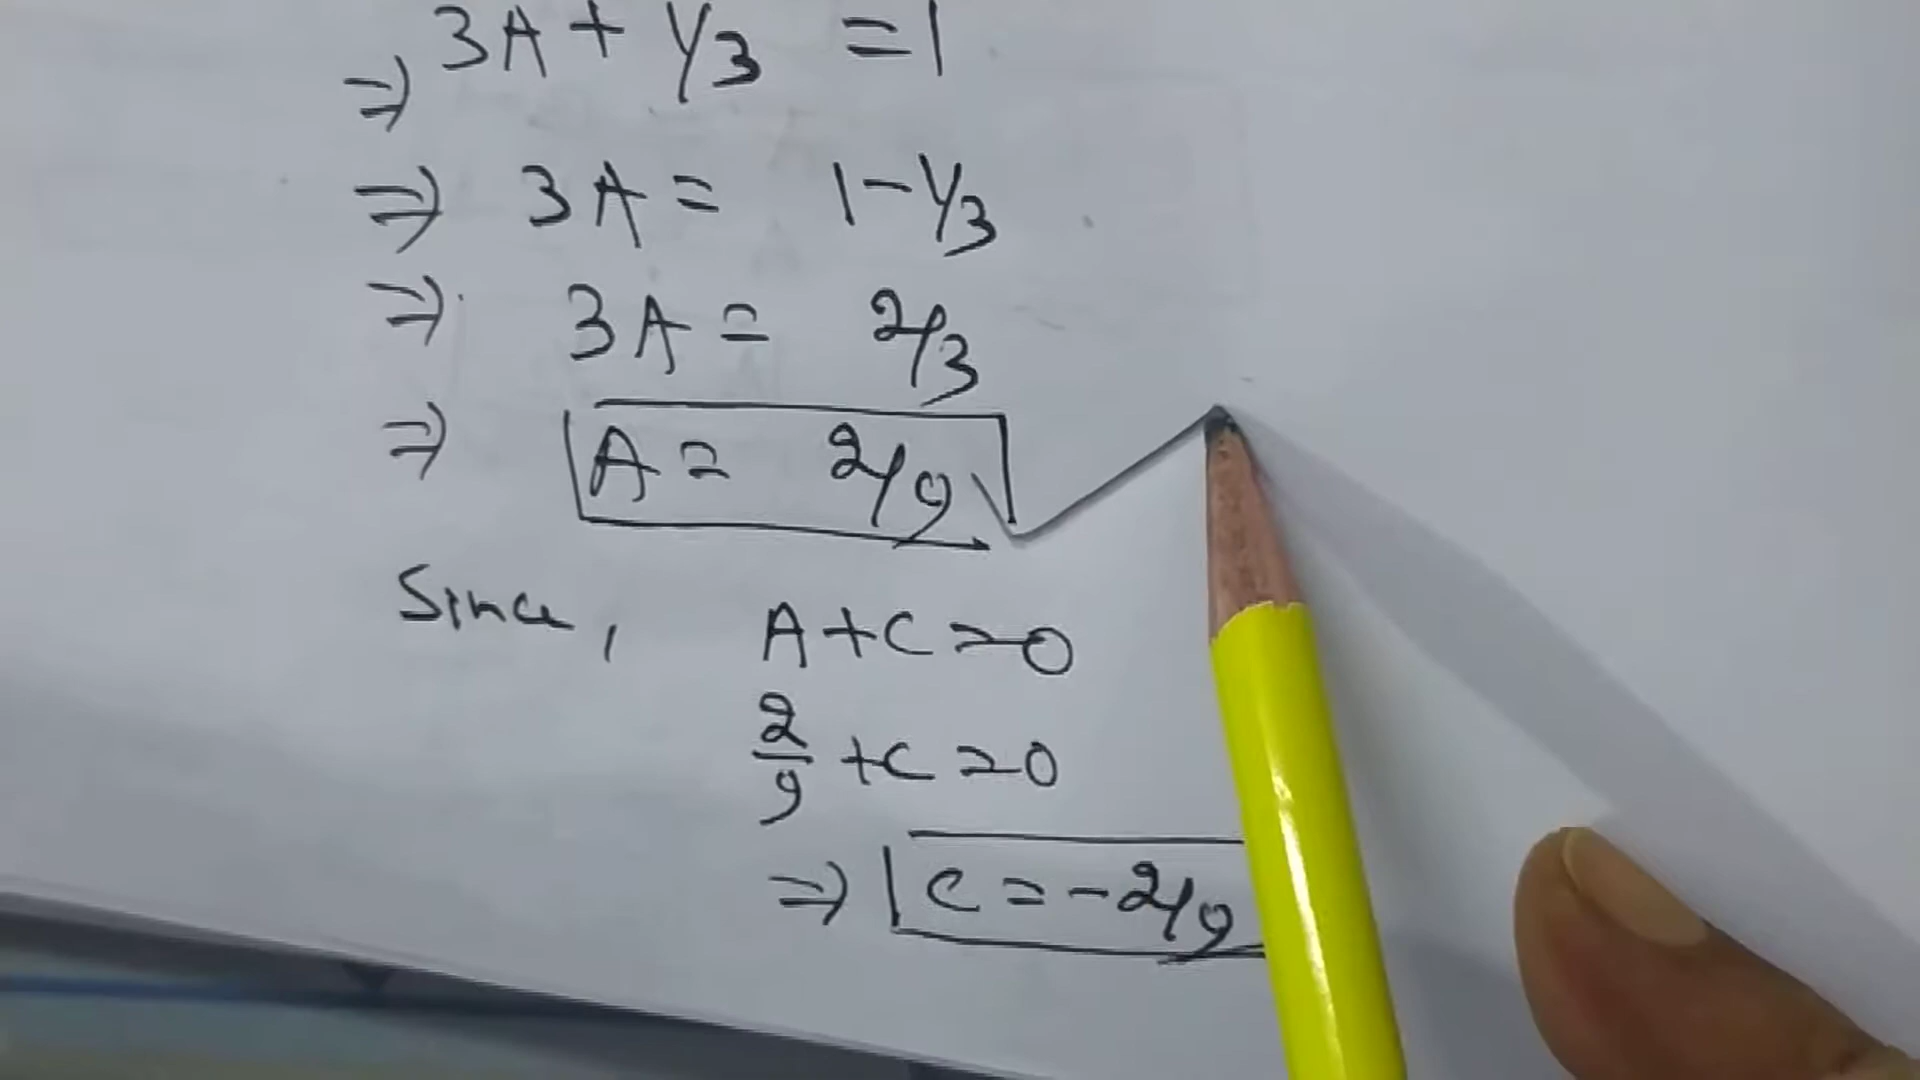 ⇒ 3A + 1/3 = 1
⇒ 3A = 1 - 1/3
⇒ 3A = 2/3
⇒ A = 2/9
Since, A + C = 0
2/9 + C = 0
⇒ C = -2/9